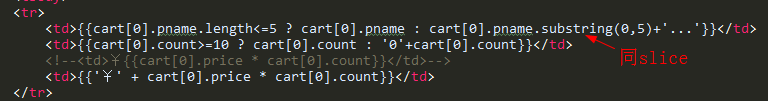 <tr>
<td>{{cart[0].pname.length<=5 ? cart[0].pname : cart[0].pname.substring(0,5)+'...'}}</td>
<td>{{cart[0].count>=10 ? cart[0].count : '0'+cart[0].count}}</td>
同slice
<!--<td>￥{{cart[0].price * cart[0].count}}</td>-->
<td>{{'￥' + cart[0].price * cart[0].count}}</td>
</tr>